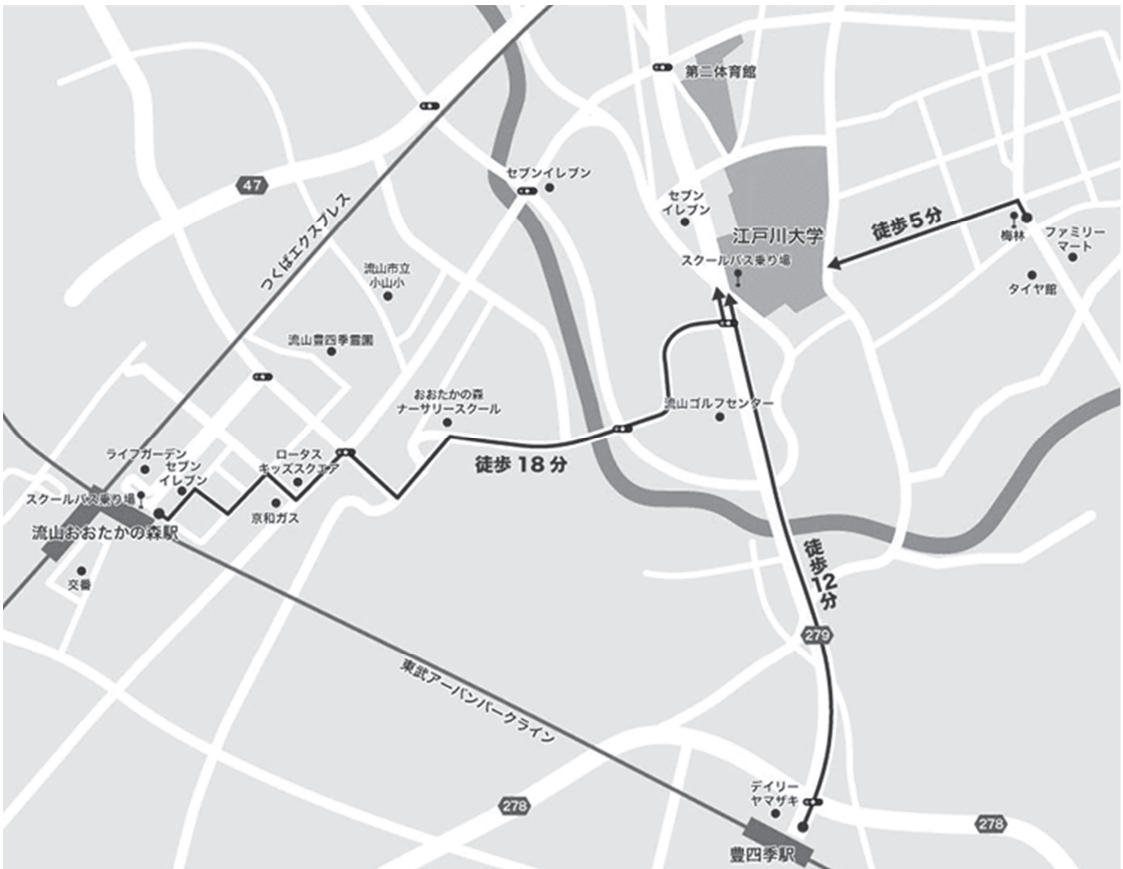 第二体育館
47
セブンイレブン
セブン
イレブン
江戸川大学
スクールバス乗り場
徒歩5分
梅林
ファミリー
マート
タイヤ館
つくばエクスプレス
流山市立
小山小
流山豊四季霊園
おおたかの森
ナーサリースクール
流山ゴルフセンター
徒歩18分
ライフガーデン
セブン
イレブン
ロータス
キッズスクエア
スクールバス乗り場
京和ガス
流山おおたかの森駅
交番
徒歩12分
279
東武アーバンパークライン
278
デイリー
ヤマザキ
278
豊四季駅